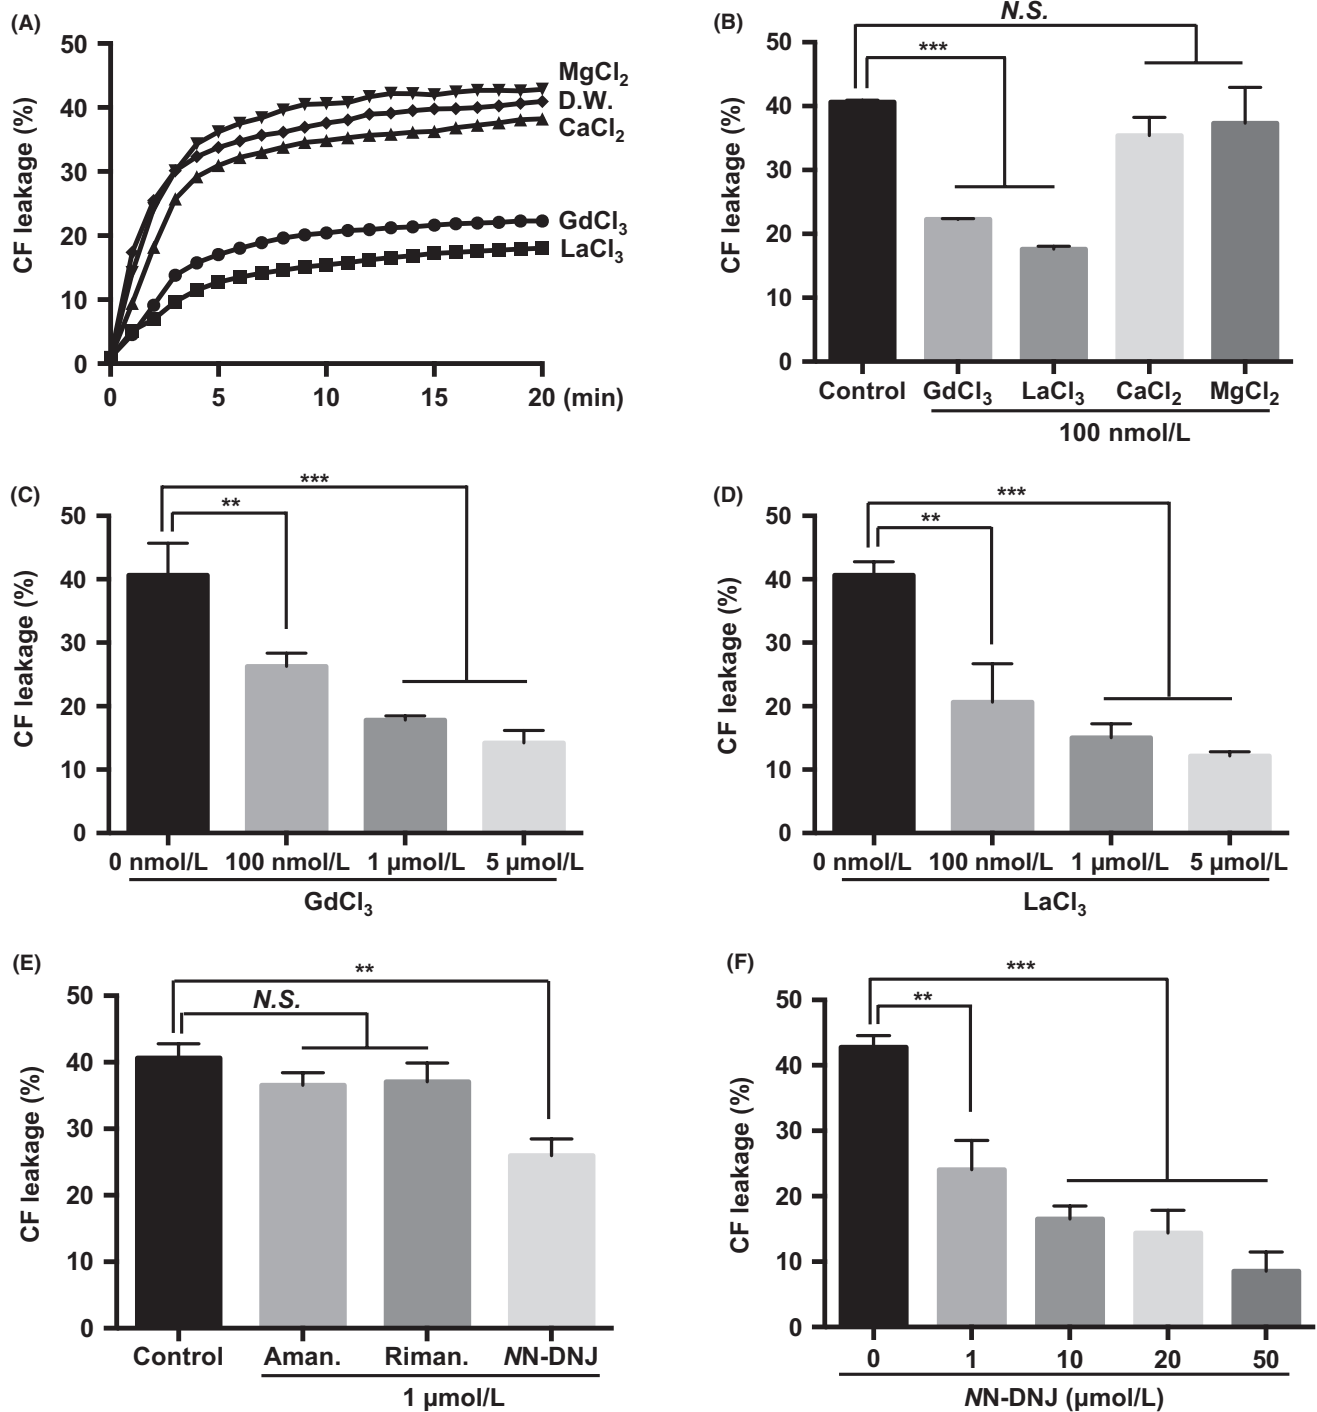 (A)
CF leakage (%)
50
40
30
20
10
0
0 5 10 15 20 (min)
MgCl2
D.W.
CaCl2
GdCl3
LaCl3
(B)
CF leakage (%)
50
40
30
20
10
0
N.S.
***
Control GdCl3 LaCl3 CaCl2 MgCl2
100 nmol/L
(C)
CF leakage (%)
50
40
30
20
10
0
***
**
0 nmol/L 100 nmol/L 1 µmol/L 5 µmol/L
GdCl3
(D)
CF leakage (%)
50
40
30
20
10
0
***
**
0 nmol/L 100 nmol/L 1 µmol/L 5 µmol/L
LaCl3
(E)
CF leakage (%)
50
40
30
20
10
0
**
N.S.
Control Aman. Riman. NN-DNJ
1 µmol/L
(F)
CF leakage (%)
50
40
30
20
10
0
***
**
0 1 10 20 50
NN-DNJ (µmol/L)